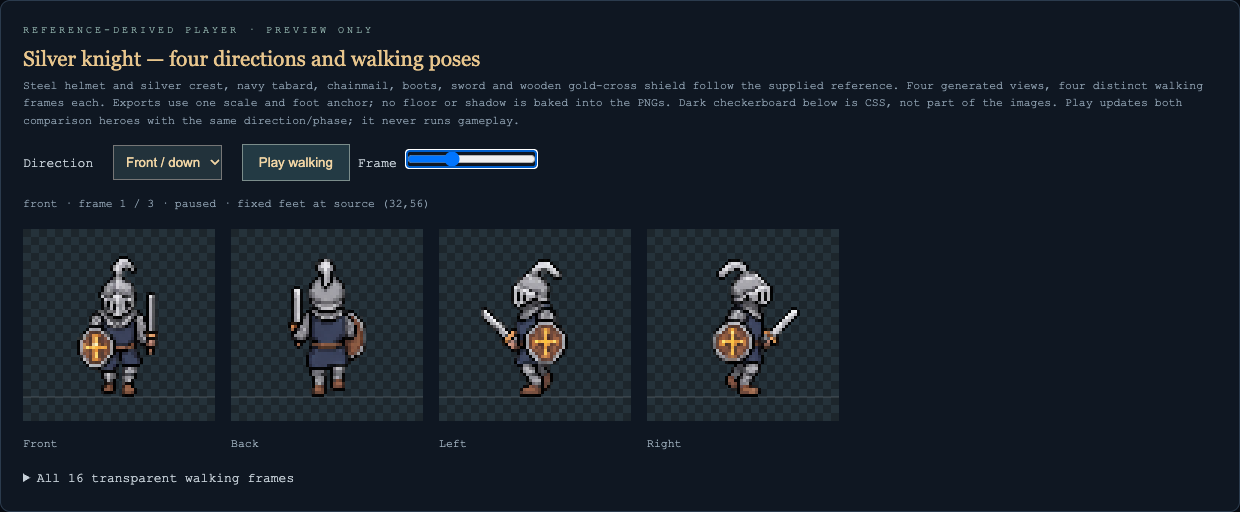 REFERENCE-DERIVED PLAYER · PREVIEW ONLY
Silver knight — four directions and walking poses
Steel helmet and silver crest, navy tabard, chainmail, boots, sword and wooden gold-cross shield follow the supplied reference. Four generated views, four distinct walking
frames each. Exports use one scale and foot anchor; no floor or shadow is baked into the PNGs. Dark checkerboard below is CSS, not part of the images. Play updates both
comparison heroes with the same direction/phase; it never runs gameplay.
Direction Front / down Play walking Frame
front · frame 1 / 3 · paused · fixed feet at source (32,56)
Front Back Left Right
All 16 transparent walking frames